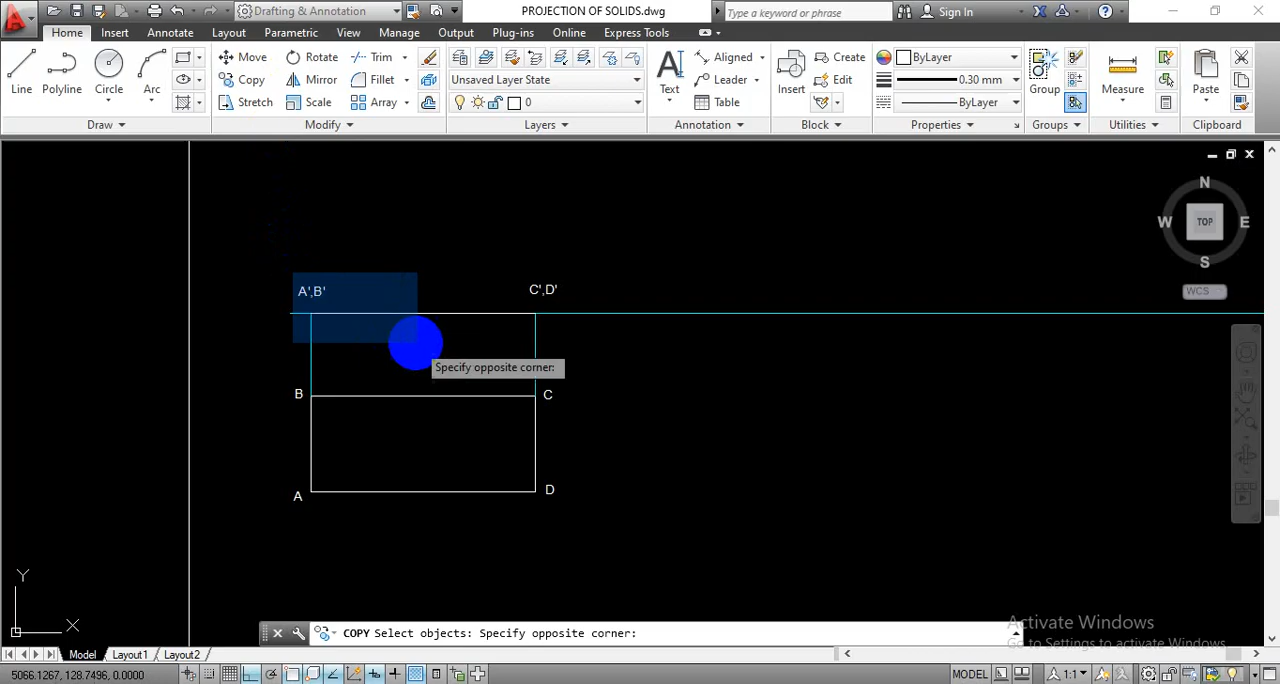 Drafting & Annotation
PROJECTION OF SOLIDS.dwg
Type a keyword or phrase
Sign In
Home Insert Annotate Layout Parametric View Manage Output Plug-ins Online Express Tools
Line Polyline Circle Arc
Move Rotate Trim
Copy Mirror Fillet
Stretch Scale Array
Unsaved Layer State
0
Text
Aligned
Leader
Table
Insert
Create
Edit
Group
ByLayer
0.30 mm
ByLayer
Measure
Paste
Draw Modify Layers Annotation Block Properties Groups Utilities Clipboard
N
W TOP E
S
WCS
A',B' C',D'
Specify opposite corner:
B C
A D
Y
X
COPY Select objects: Specify opposite corner:
Activate Windows
Go to Settings to activate Windows.
Model Layout1 Layout2
5066.1267, 128.7496, 0.0000
MODEL
1:1